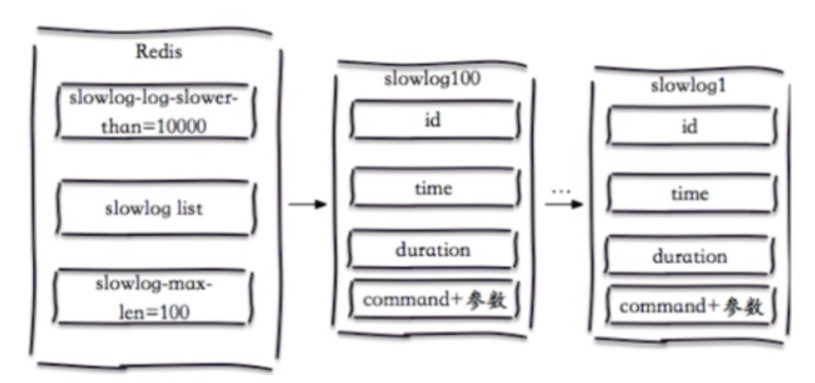 Redis
slowlog-log-slower-
than=10000
slowlog list
slowlog-max-
len=100
slowlog100
id
time
duration
command+参数
...
slowlog1
id
time
duration
command+参数